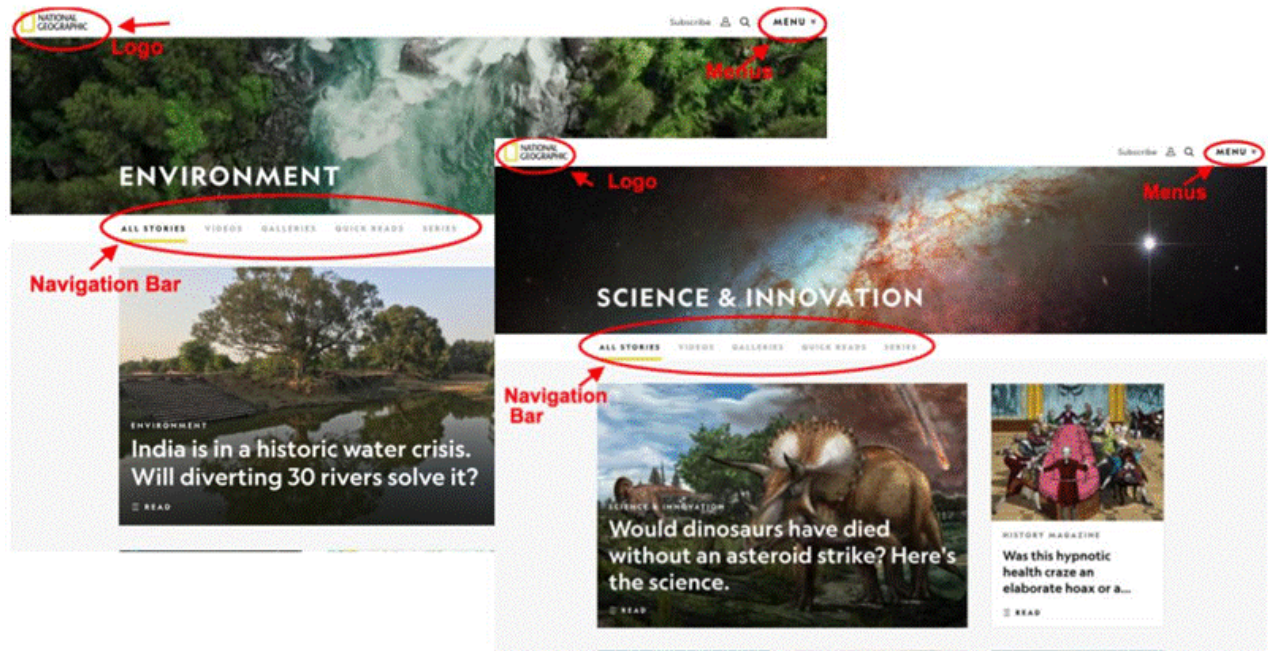 NATIONAL
GEOGRAPHIC
Logo
Subscribe
MENU
Menus
ENVIRONMENT
ALL STORIES VIDEOS GALLERIES QUICK READS SERIES
Navigation Bar
ENVIRONMENT
India is in a historic water crisis.
Will diverting 30 rivers solve it?
READ
NATIONAL
GEOGRAPHIC
Logo
Subscribe
MENU
Menus
SCIENCE & INNOVATION
ALL STORIES VIDEOS GALLERIES QUICK READS SERIES
Navigation
Bar
SCIENCE & INNOVATION
Would dinosaurs have died
without an asteroid strike? Here's
the science.
READ
HISTORY MAGAZINE
Was this hypnotic
health craze an
elaborate hoax or a...
READ